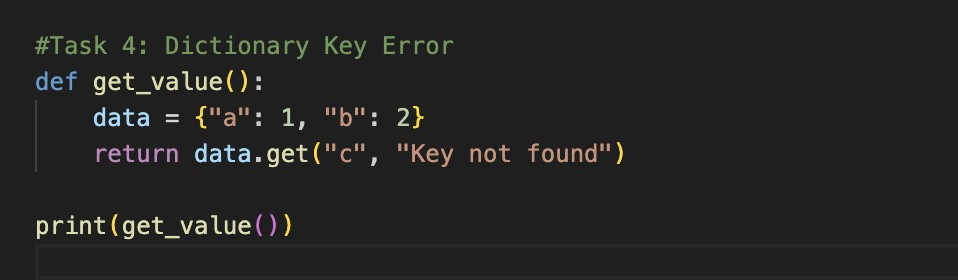 #Task 4: Dictionary Key Error
def get_value():
    data = {"a": 1, "b": 2}
    return data.get("c", "Key not found")

print(get_value())